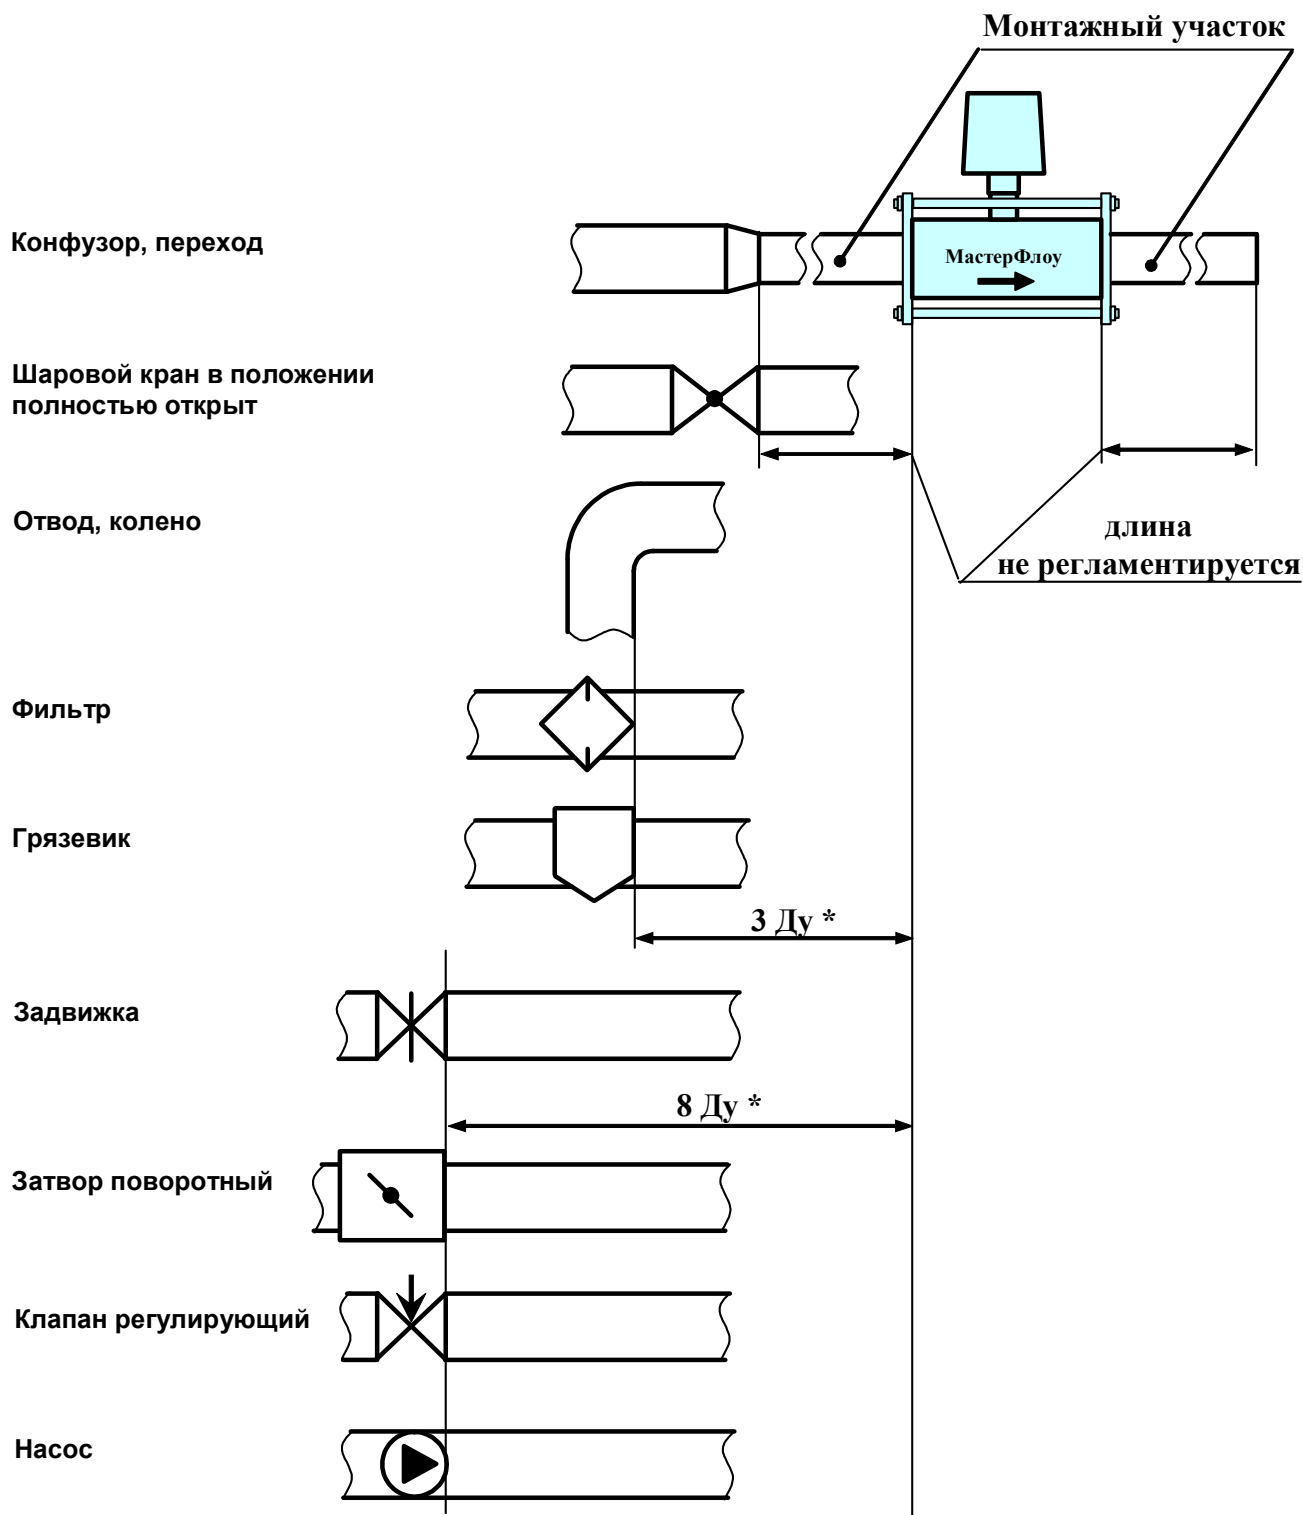 Монтажный участок
Конфузор, переход
МастерФлоу
Шаровой кран в положении
полностью открыт
Отвод, колено
длина
не регламентируется
Фильтр
Грязевик
3 Ду *
Задвижка
8 Ду *
Затвор поворотный
Клапан регулирующий
Насос